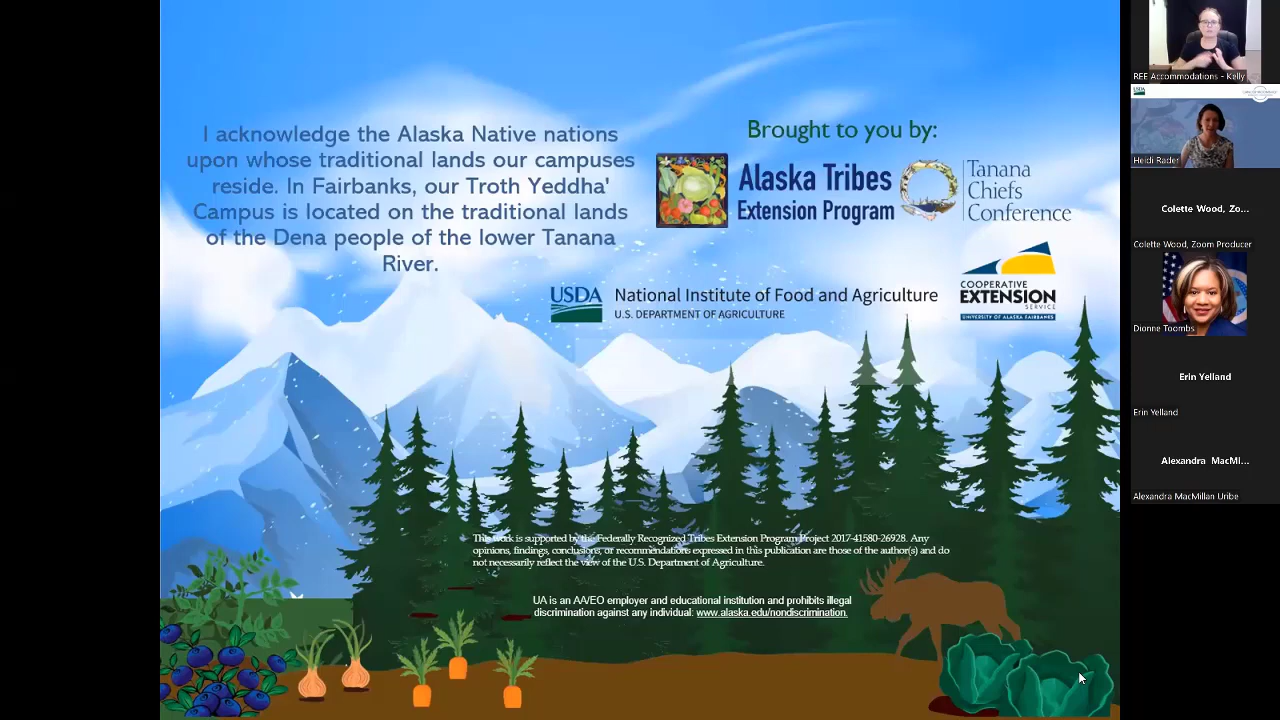 I acknowledge the Alaska Native nations
upon whose traditional lands our campuses
reside. In Fairbanks, our Troth Yeddha'
Campus is located on the traditional lands
of the Dena people of the lower Tanana
River.
Brought to you by:
Alaska Tribes
Extension Program
Tanana
Chiefs
Conference
USDA
National Institute of Food and Agriculture
U.S. DEPARTMENT OF AGRICULTURE
COOPERATIVE
EXTENSION
SERVICE
UNIVERSITY OF ALASKA FAIRBANKS
This work is supported by the Federally Recognized Tribes Extension Program Project 2017-41580-26928. Any
opinions, findings, conclusions, or recommendations expressed in this publication are those of the author(s) and do
not necessarily reflect the view of the U.S. Department of Agriculture.
UA is an AA/EO employer and educational institution and prohibits illegal
discrimination against any individual: www.alaska.edu/nondiscrimination.
REE Accommodations - Kelly
USDA
Heidi Rader
Colette Wood, Zo...
Colette Wood, Zoom Producer
Dionne Toombs
Erin Yelland
Erin Yelland
Alexandra MacMi...
Alexandra MacMillan Uribe